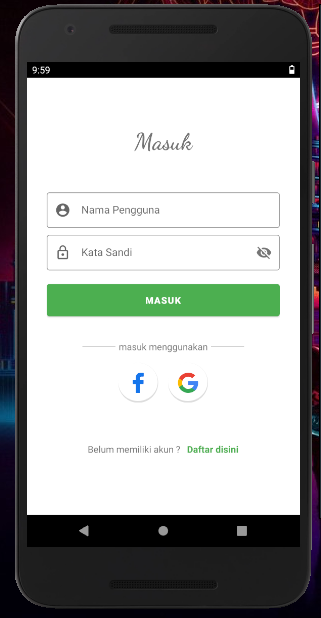 9:59
Masuk
Nama Pengguna
Kata Sandi
MASUK
masuk menggunakan
Belum memiliki akun ? Daftar disini